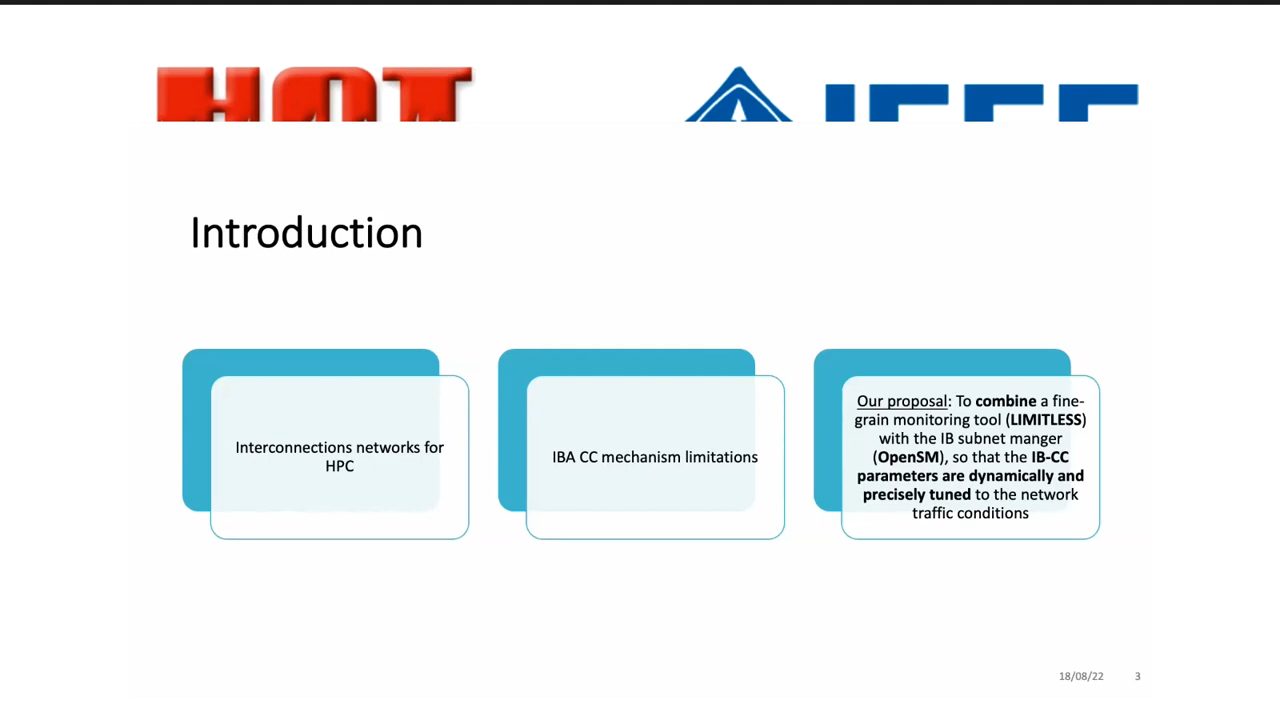 HOT
IEEE
Introduction
Interconnections networks for
HPC
IBA CC mechanism limitations
Our proposal: To combine a fine-
grain monitoring tool (LIMITLESS)
with the IB subnet manger
(OpenSM), so that the IB-CC
parameters are dynamically and
precisely tuned to the network
traffic conditions
18/08/22
3